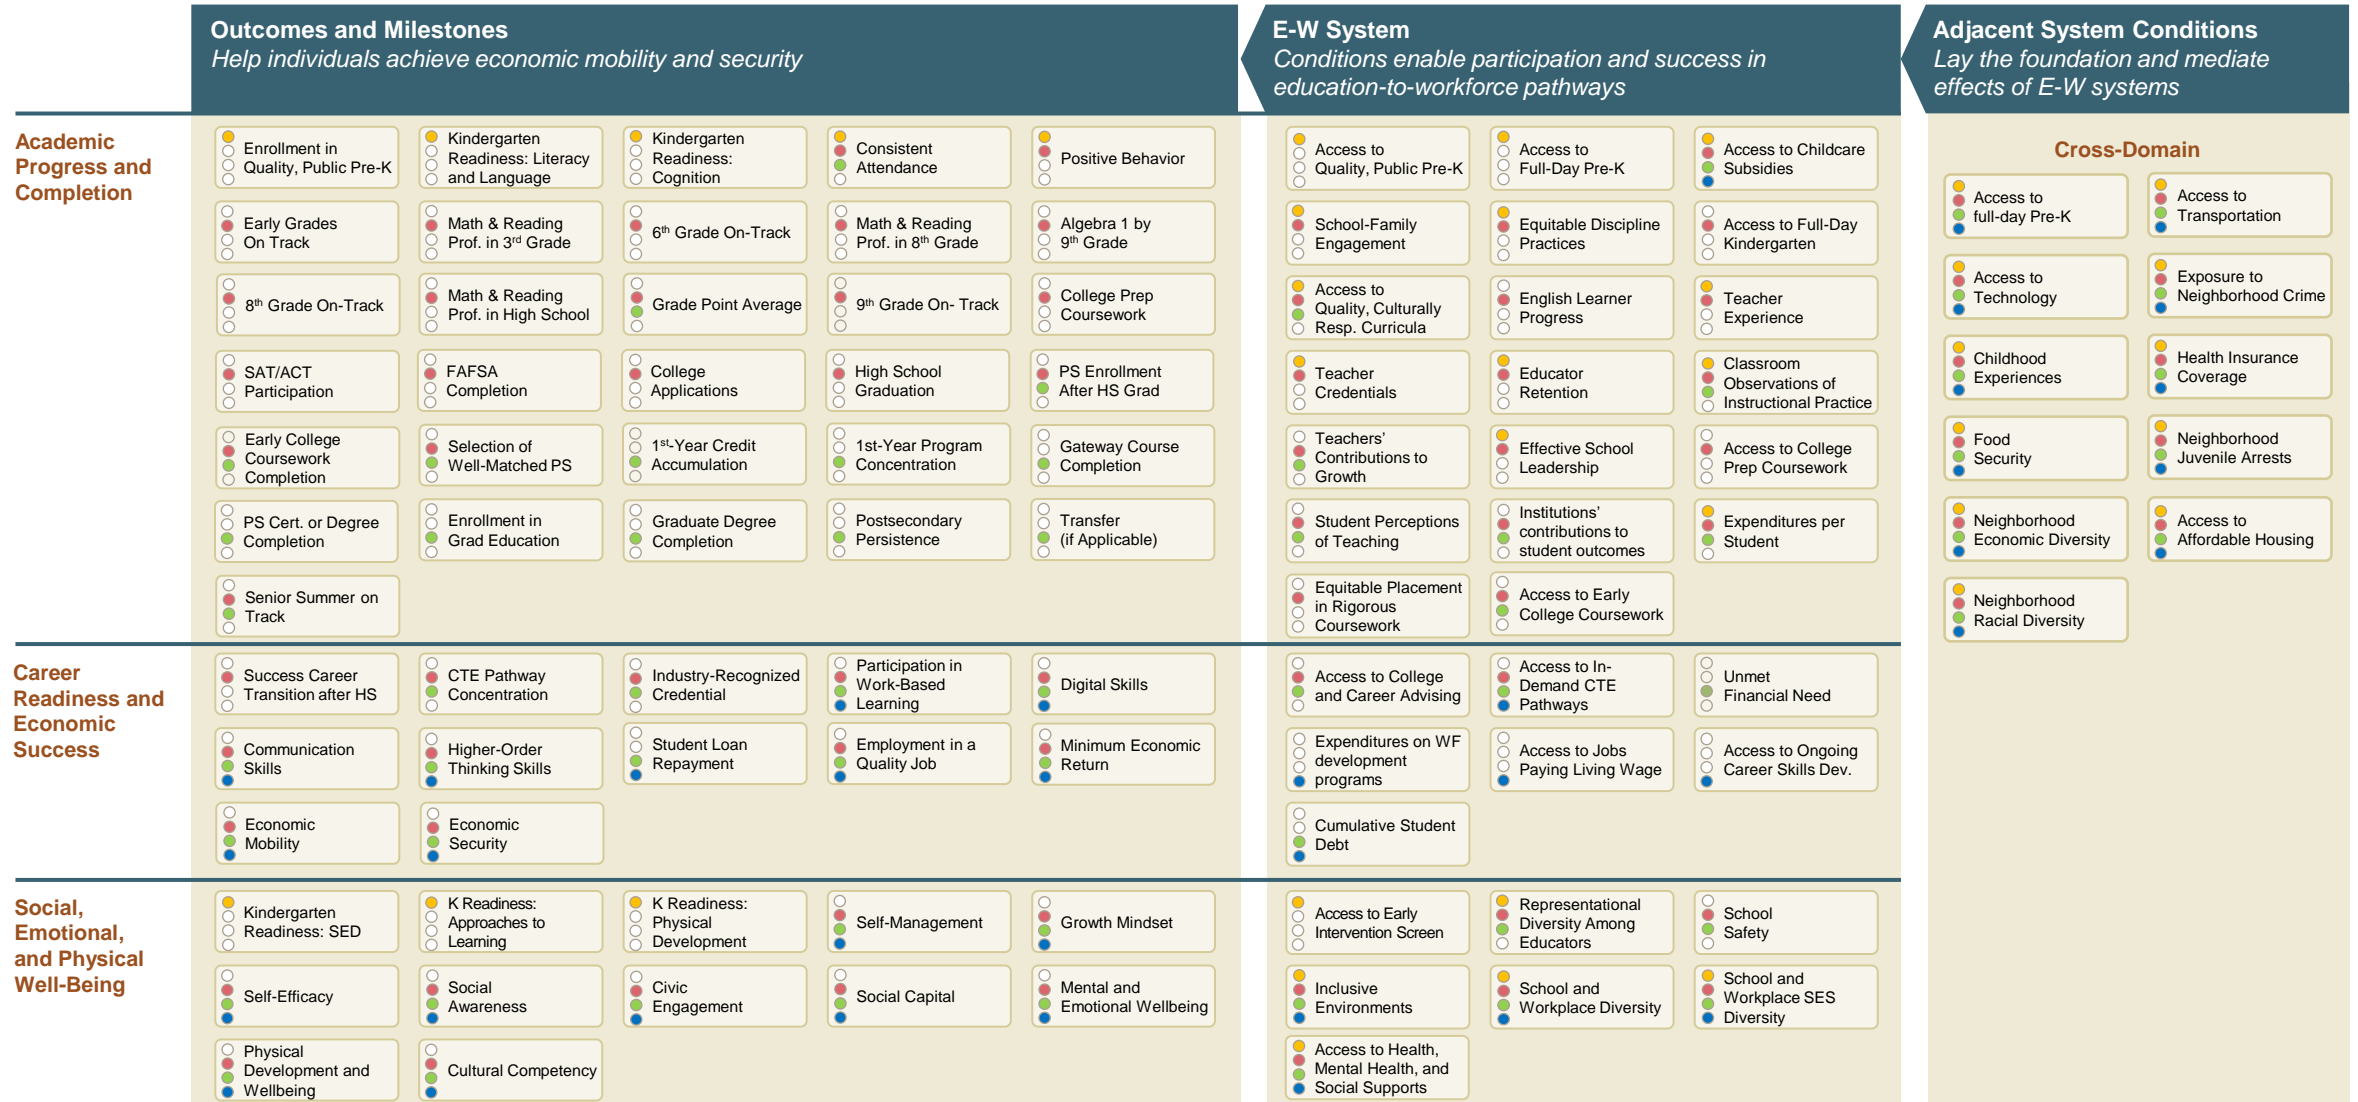 Outcomes and Milestones
Help individuals achieve economic mobility and security
E-W System
Conditions enable participation and success in
education-to-workforce pathways
Adjacent System Conditions
Lay the foundation and mediate
effects of E-W systems
Academic
Progress and
Completion
Enrollment in
Quality, Public Pre-K
Kindergarten
Readiness: Literacy
and Language
Kindergarten
Readiness:
Cognition
Consistent
Attendance
Positive Behavior
Early Grades
On Track
Math & Reading
Prof. in 3rd Grade
6th Grade On-Track
Math & Reading
Prof. in 8th Grade
Algebra 1 by
9th Grade
8th Grade On-Track
Math & Reading
Prof. in High School
Grade Point Average
9th Grade On- Track
College Prep
Coursework
SAT/ACT
Participation
FAFSA
Completion
College
Applications
High School
Graduation
PS Enrollment
After HS Grad
Early College
Coursework
Completion
Selection of
Well-Matched PS
1st-Year Credit
Accumulation
1st-Year Program
Concentration
Gateway Course
Completion
PS Cert. or Degree
Completion
Enrollment in
Grad Education
Graduate Degree
Completion
Postsecondary
Persistence
Transfer
(if Applicable)
Senior Summer on
Track
Access to
Quality, Public Pre-K
Access to
Full-Day Pre-K
Access to Childcare
Subsidies
School-Family
Engagement
Equitable Discipline
Practices
Access to Full-Day
Kindergarten
Access to
Quality, Culturally
Resp. Curricula
English Learner
Progress
Teacher
Experience
Teacher
Credentials
Educator
Retention
Classroom
Observations of
Instructional Practice
Teachers'
Contributions to
Growth
Effective School
Leadership
Access to College
Prep Coursework
Student Perceptions
of Teaching
Institutions'
contributions to
student outcomes
Expenditures per
Student
Equitable Placement
in Rigorous
Coursework
Access to Early
College Coursework
Cross-Domain
Access to
full-day Pre-K
Access to
Transportation
Access to
Technology
Exposure to
Neighborhood Crime
Childhood
Experiences
Health Insurance
Coverage
Food
Security
Neighborhood
Juvenile Arrests
Neighborhood
Economic Diversity
Access to
Affordable Housing
Neighborhood
Racial Diversity
Career
Readiness and
Economic
Success
Success Career
Transition after HS
CTE Pathway
Concentration
Industry-Recognized
Credential
Participation in
Work-Based
Learning
Digital Skills
Communication
Skills
Higher-Order
Thinking Skills
Student Loan
Repayment
Employment in a
Quality Job
Minimum Economic
Return
Economic
Mobility
Economic
Security
Access to College
and Career Advising
Access to In-
Demand CTE
Pathways
Unmet
Financial Need
Expenditures on WF
development
programs
Access to Jobs
Paying Living Wage
Access to Ongoing
Career Skills Dev.
Cumulative Student
Debt
Social,
Emotional,
and Physical
Well-Being
Kindergarten
Readiness: SED
K Readiness:
Approaches to
Learning
K Readiness:
Physical
Development
Self-Management
Growth Mindset
Self-Efficacy
Social
Awareness
Civic
Engagement
Social Capital
Mental and
Emotional Wellbeing
Physical
Development and
Wellbeing
Cultural Competency
Access to Early
Intervention Screen
Representational
Diversity Among
Educators
School
Safety
Inclusive
Environments
School and
Workplace Diversity
School and
Workplace SES
Diversity
Access to Health,
Mental Health, and
Social Supports